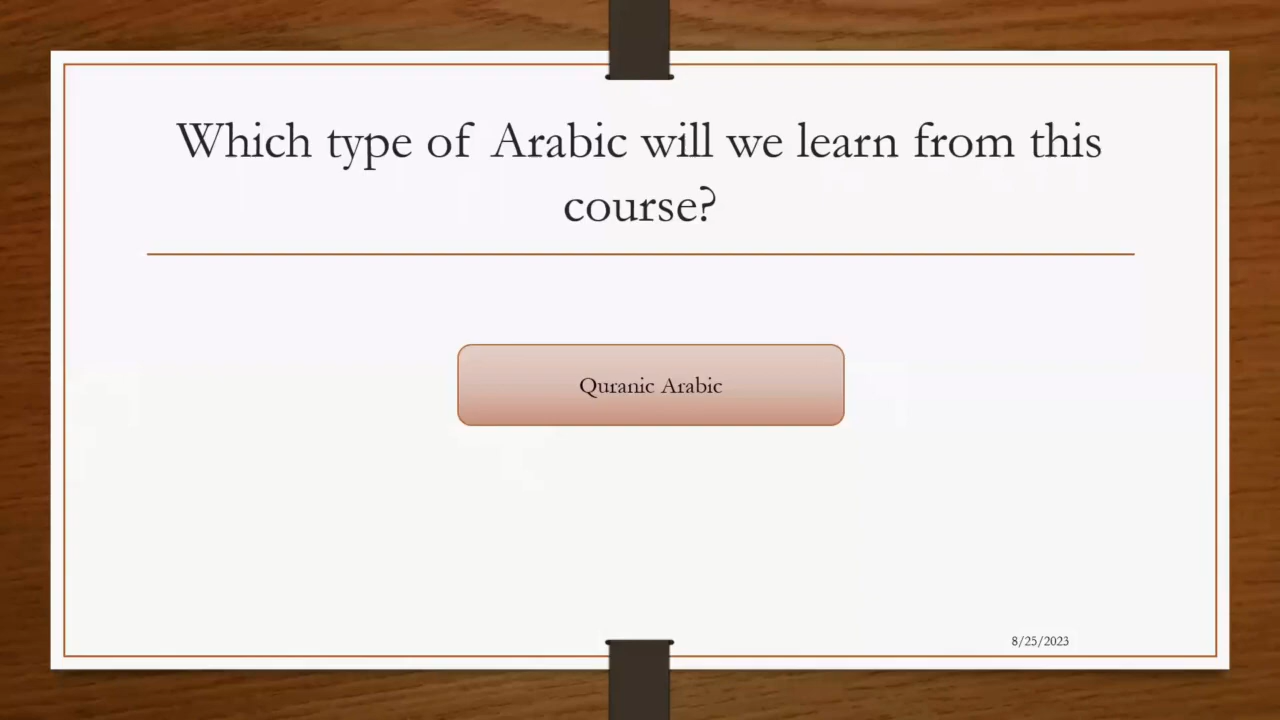 Which type of Arabic will we learn from this
course?
Quranic Arabic
8/25/2023